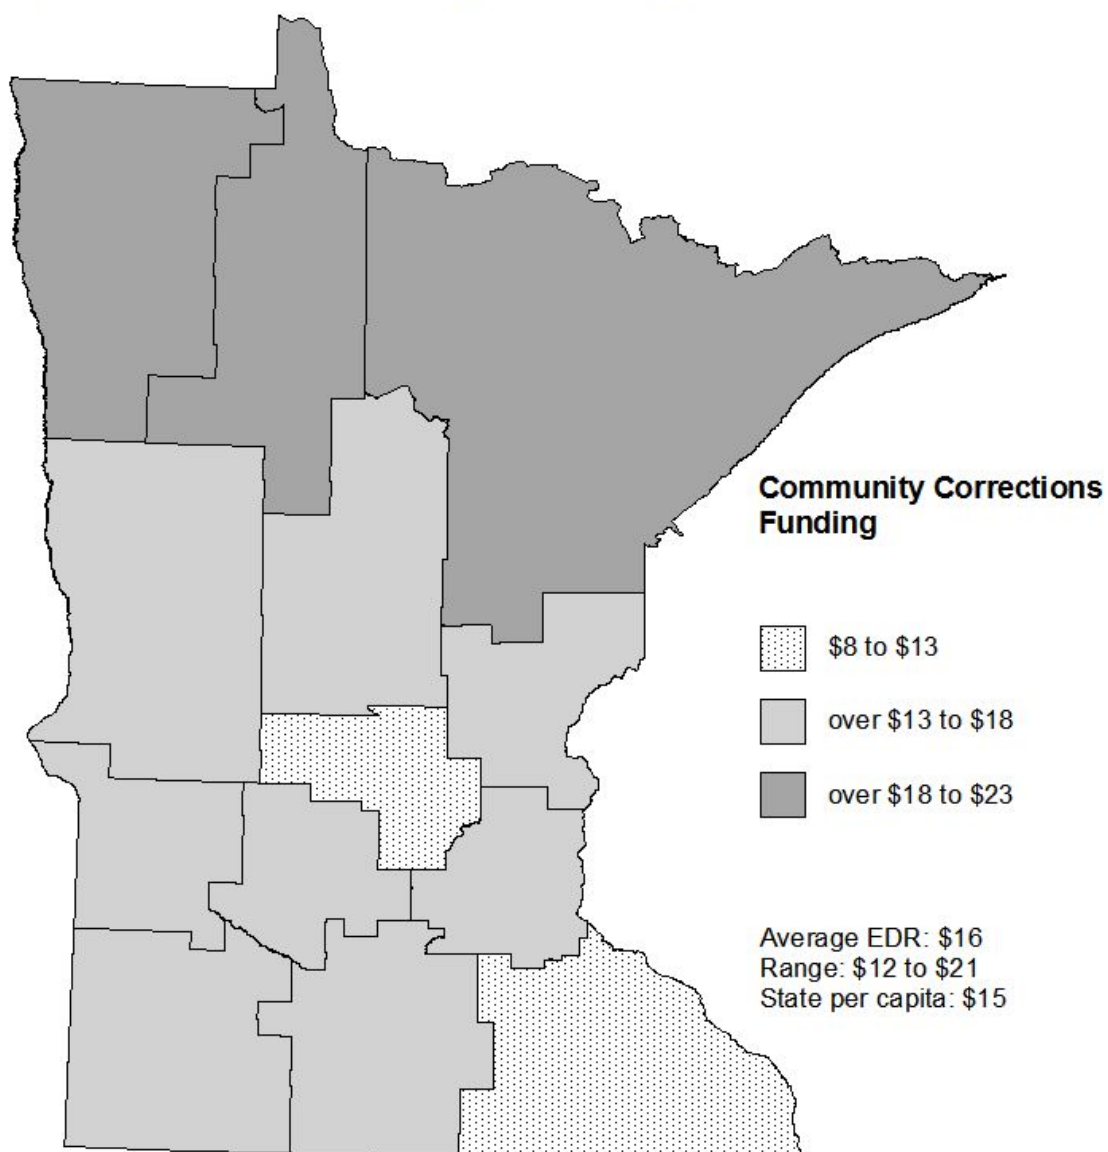 Community Corrections
Funding
$8 to $13
over $13 to $18
over $18 to $23
Average EDR: $16
Range: $12 to $21
State per capita: $15